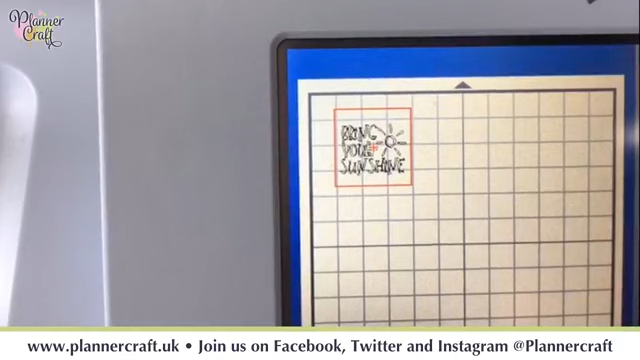 Planner
Craft
BRING
YOUR
SUNSHINE
www.plannercraft.uk • Join us on Facebook, Twitter and Instagram @Plannercraft